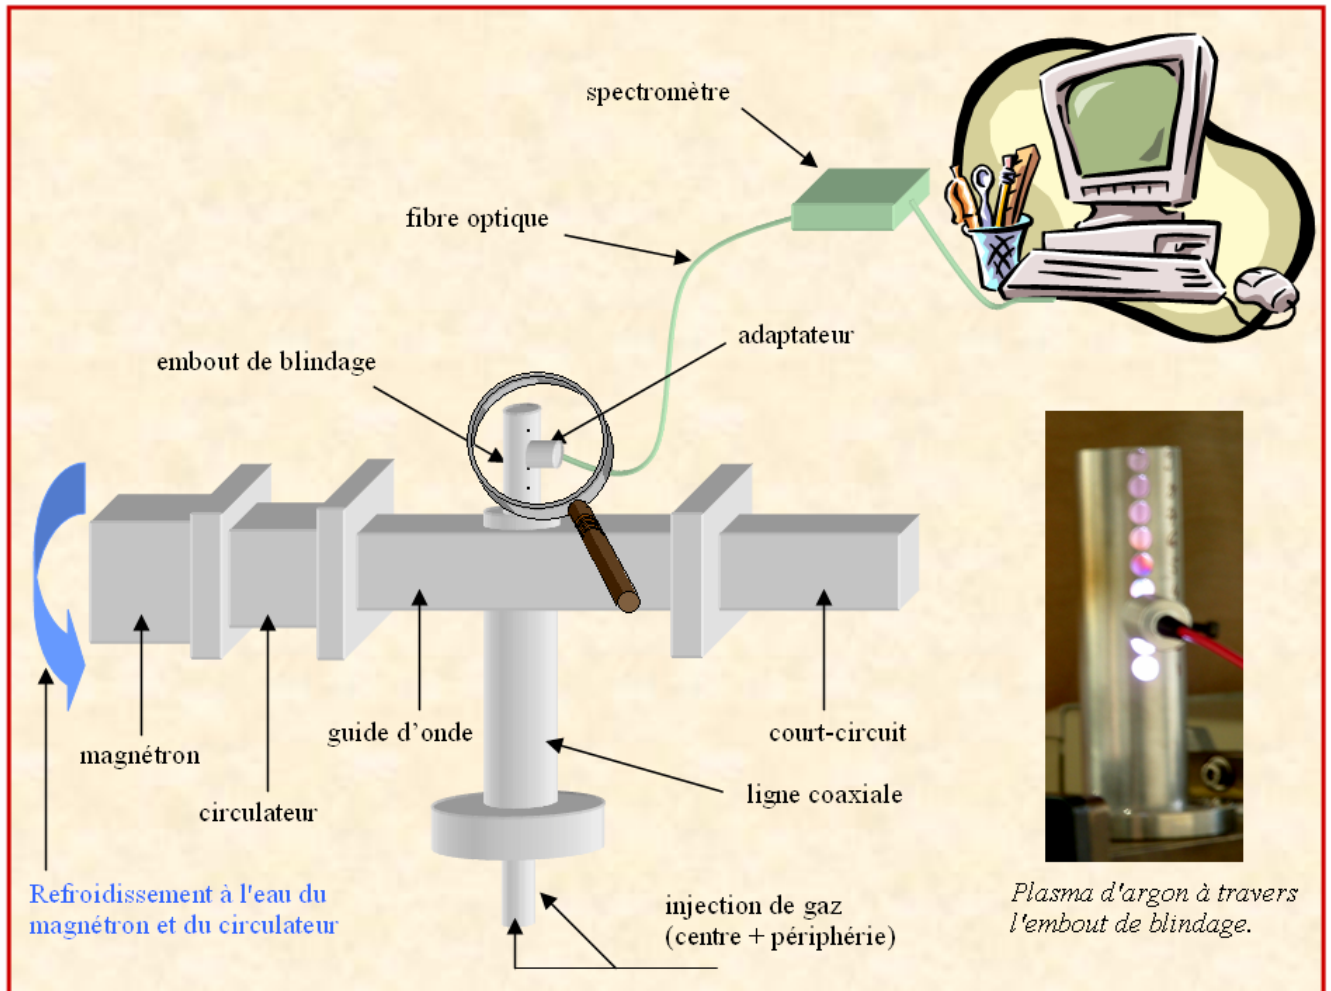 spectromètre
fibre optique
adaptateur
embout de blindage
guide d'onde
court-circuit
magnétron
ligne coaxiale
circulateur
Refroidissement à l'eau du
magnétron et du circulateur
injection de gaz
(centre + périphérie)
Plasma d'argon à travers
l'embout de blindage.